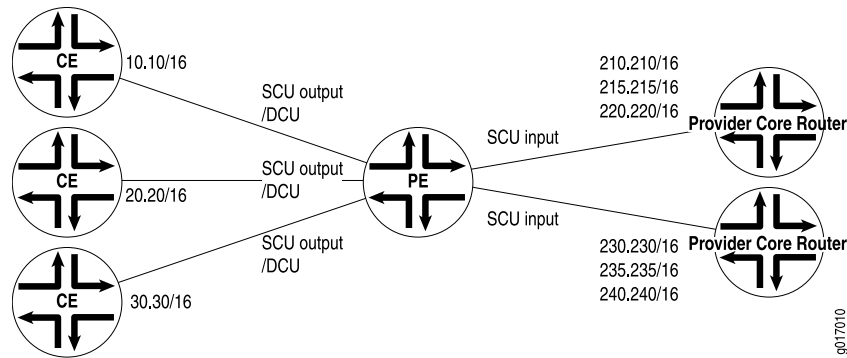 CE
10.10/16
SCU output
/DCU
CE
20.20/16
SCU output
/DCU
CE
30.30/16
SCU output
/DCU
PE
SCU input
210.210/16
215.215/16
220.220/16
Provider Core Router
SCU input
230.230/16
235.235/16
240.240/16
Provider Core Router
g017010